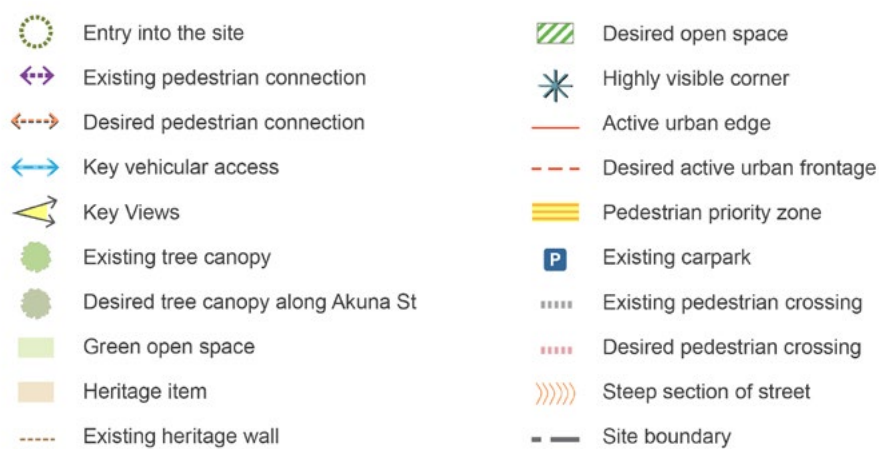 Entry into the site
Existing pedestrian connection
Desired pedestrian connection
Key vehicular access
Key Views
Existing tree canopy
Desired tree canopy along Akuna St
Green open space
Heritage item
Existing heritage wall
Desired open space
Highly visible corner
Active urban edge
Desired active urban frontage
Pedestrian priority zone
P Existing carpark
Existing pedestrian crossing
Desired pedestrian crossing
Steep section of street
Site boundary